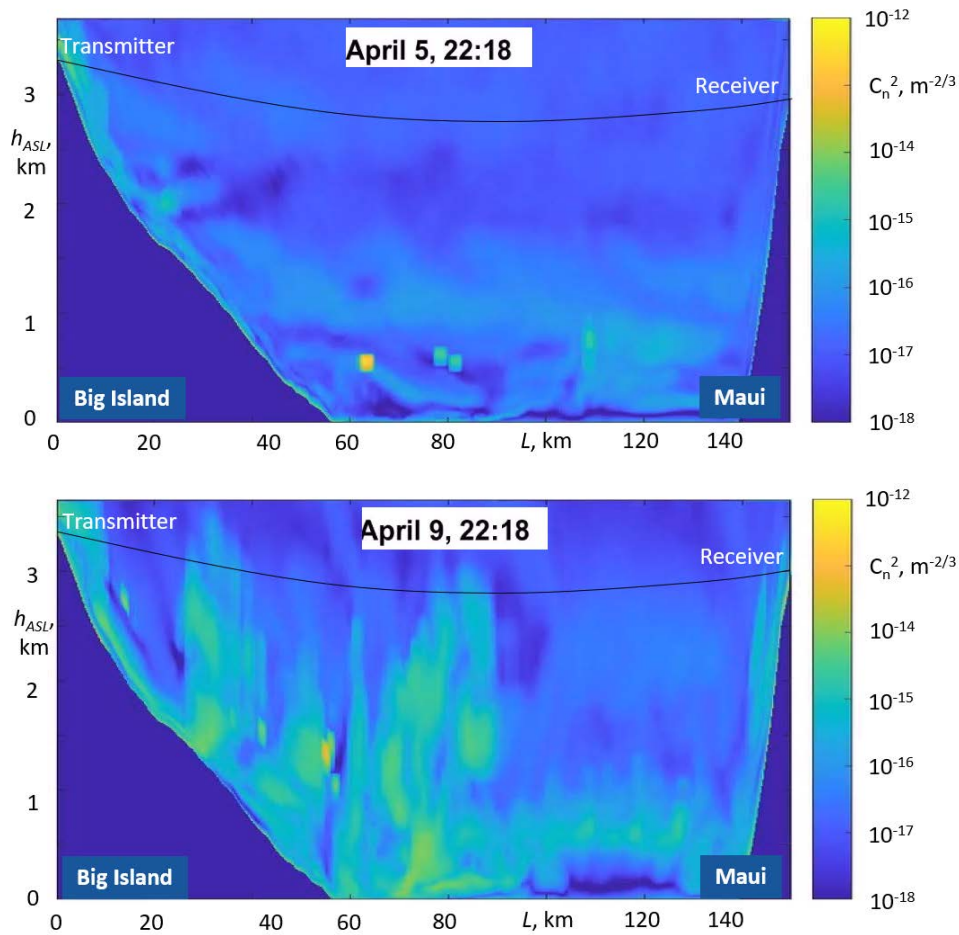 April 5, 22:18
Transmitter
Receiver
3
h_ASL,
km
2
1
0
Big Island
Maui
0 20 40 60 80 L, km 120 140
10^-12
C_n^2, m^-2/3
10^-14
10^-15
10^-16
10^-17
10^-18
April 9, 22:18
Transmitter
Receiver
3
h_ASL,
km
2
1
0
Big Island
Maui
0 20 40 60 80 L, km 120 140
10^-12
C_n^2, m^-2/3
10^-14
10^-15
10^-16
10^-17
10^-18